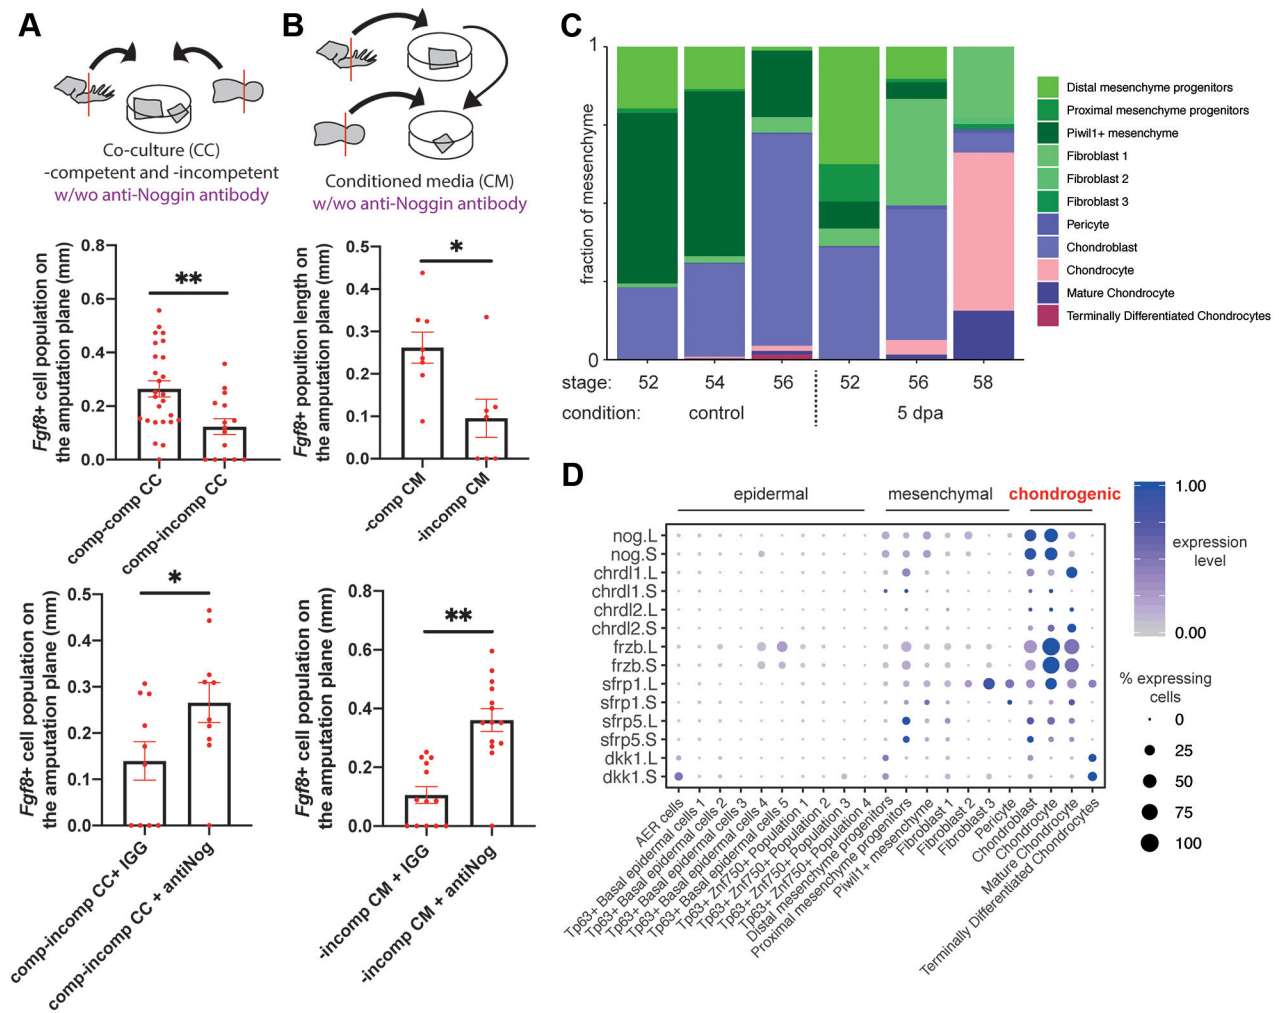 A
Co-culture (CC)
-competent and -incompetent
w/wo anti-Noggin antibody
Fgf8+ cell population on
the amputation plane (mm)
0.8
0.6
0.4
0.2
0.0
**
comp-comp CC
comp-incomp CC
Fgf8+ cell population on
the amputation plane (mm)
0.5
0.4
0.3
0.2
0.1
0.0
*
comp-incomp CC+ IGG
comp-incomp CC + antiNog
B
Conditioned media (CM)
w/wo anti-Noggin antibody
Fgf8+ popultion length on
the amputation plane (mm)
0.5
0.4
0.3
0.2
0.1
0.0
*
-comp CM
-incomp CM
Fgf8+ cell population on
the amputation plane (mm)
0.8
0.6
0.4
0.2
0.0
**
-incomp CM + IGG
-incomp CM + antiNog
C
fraction of mesenchyme
1
0
stage: 52 54 56 52 56 58
condition: control 5 dpa
Distal mesenchyme progenitors
Proximal mesenchyme progenitors
Piwil1+ mesenchyme
Fibroblast 1
Fibroblast 2
Fibroblast 3
Pericyte
Chondroblast
Chondrocyte
Mature Chondrocyte
Terminally Differentiated Chondrocytes
D
epidermal mesenchymal chondrogenic
nog.L
nog.S
chrdl1.L
chrdl1.S
chrdl2.L
chrdl2.S
frzb.L
frzb.S
sfrp1.L
sfrp1.S
sfrp5.L
sfrp5.S
dkk1.L
dkk1.S
AER cells
Tp63+ Basal epidermal cells 1
Tp63+ Basal epidermal cells 2
Tp63+ Basal epidermal cells 3
Tp63+ Basal epidermal cells 4
Tp63+ Basal epidermal cells 5
Tp63+ Znf750+ Population 1
Tp63+ Znf750+ Population 2
Tp63+ Znf750+ Population 3
Tp63+ Znf750+ Population 4
Distal mesenchyme progenitors
Proximal mesenchyme progenitors
Piwil1+ mesenchyme
Fibroblast 1
Fibroblast 2
Fibroblast 3
Pericyte
Chondroblast
Chondrocyte
Mature Chondrocyte
Terminally Differentiated Chondrocytes
1.00
expression
level
0.00
% expressing
cells
0
25
50
75
100